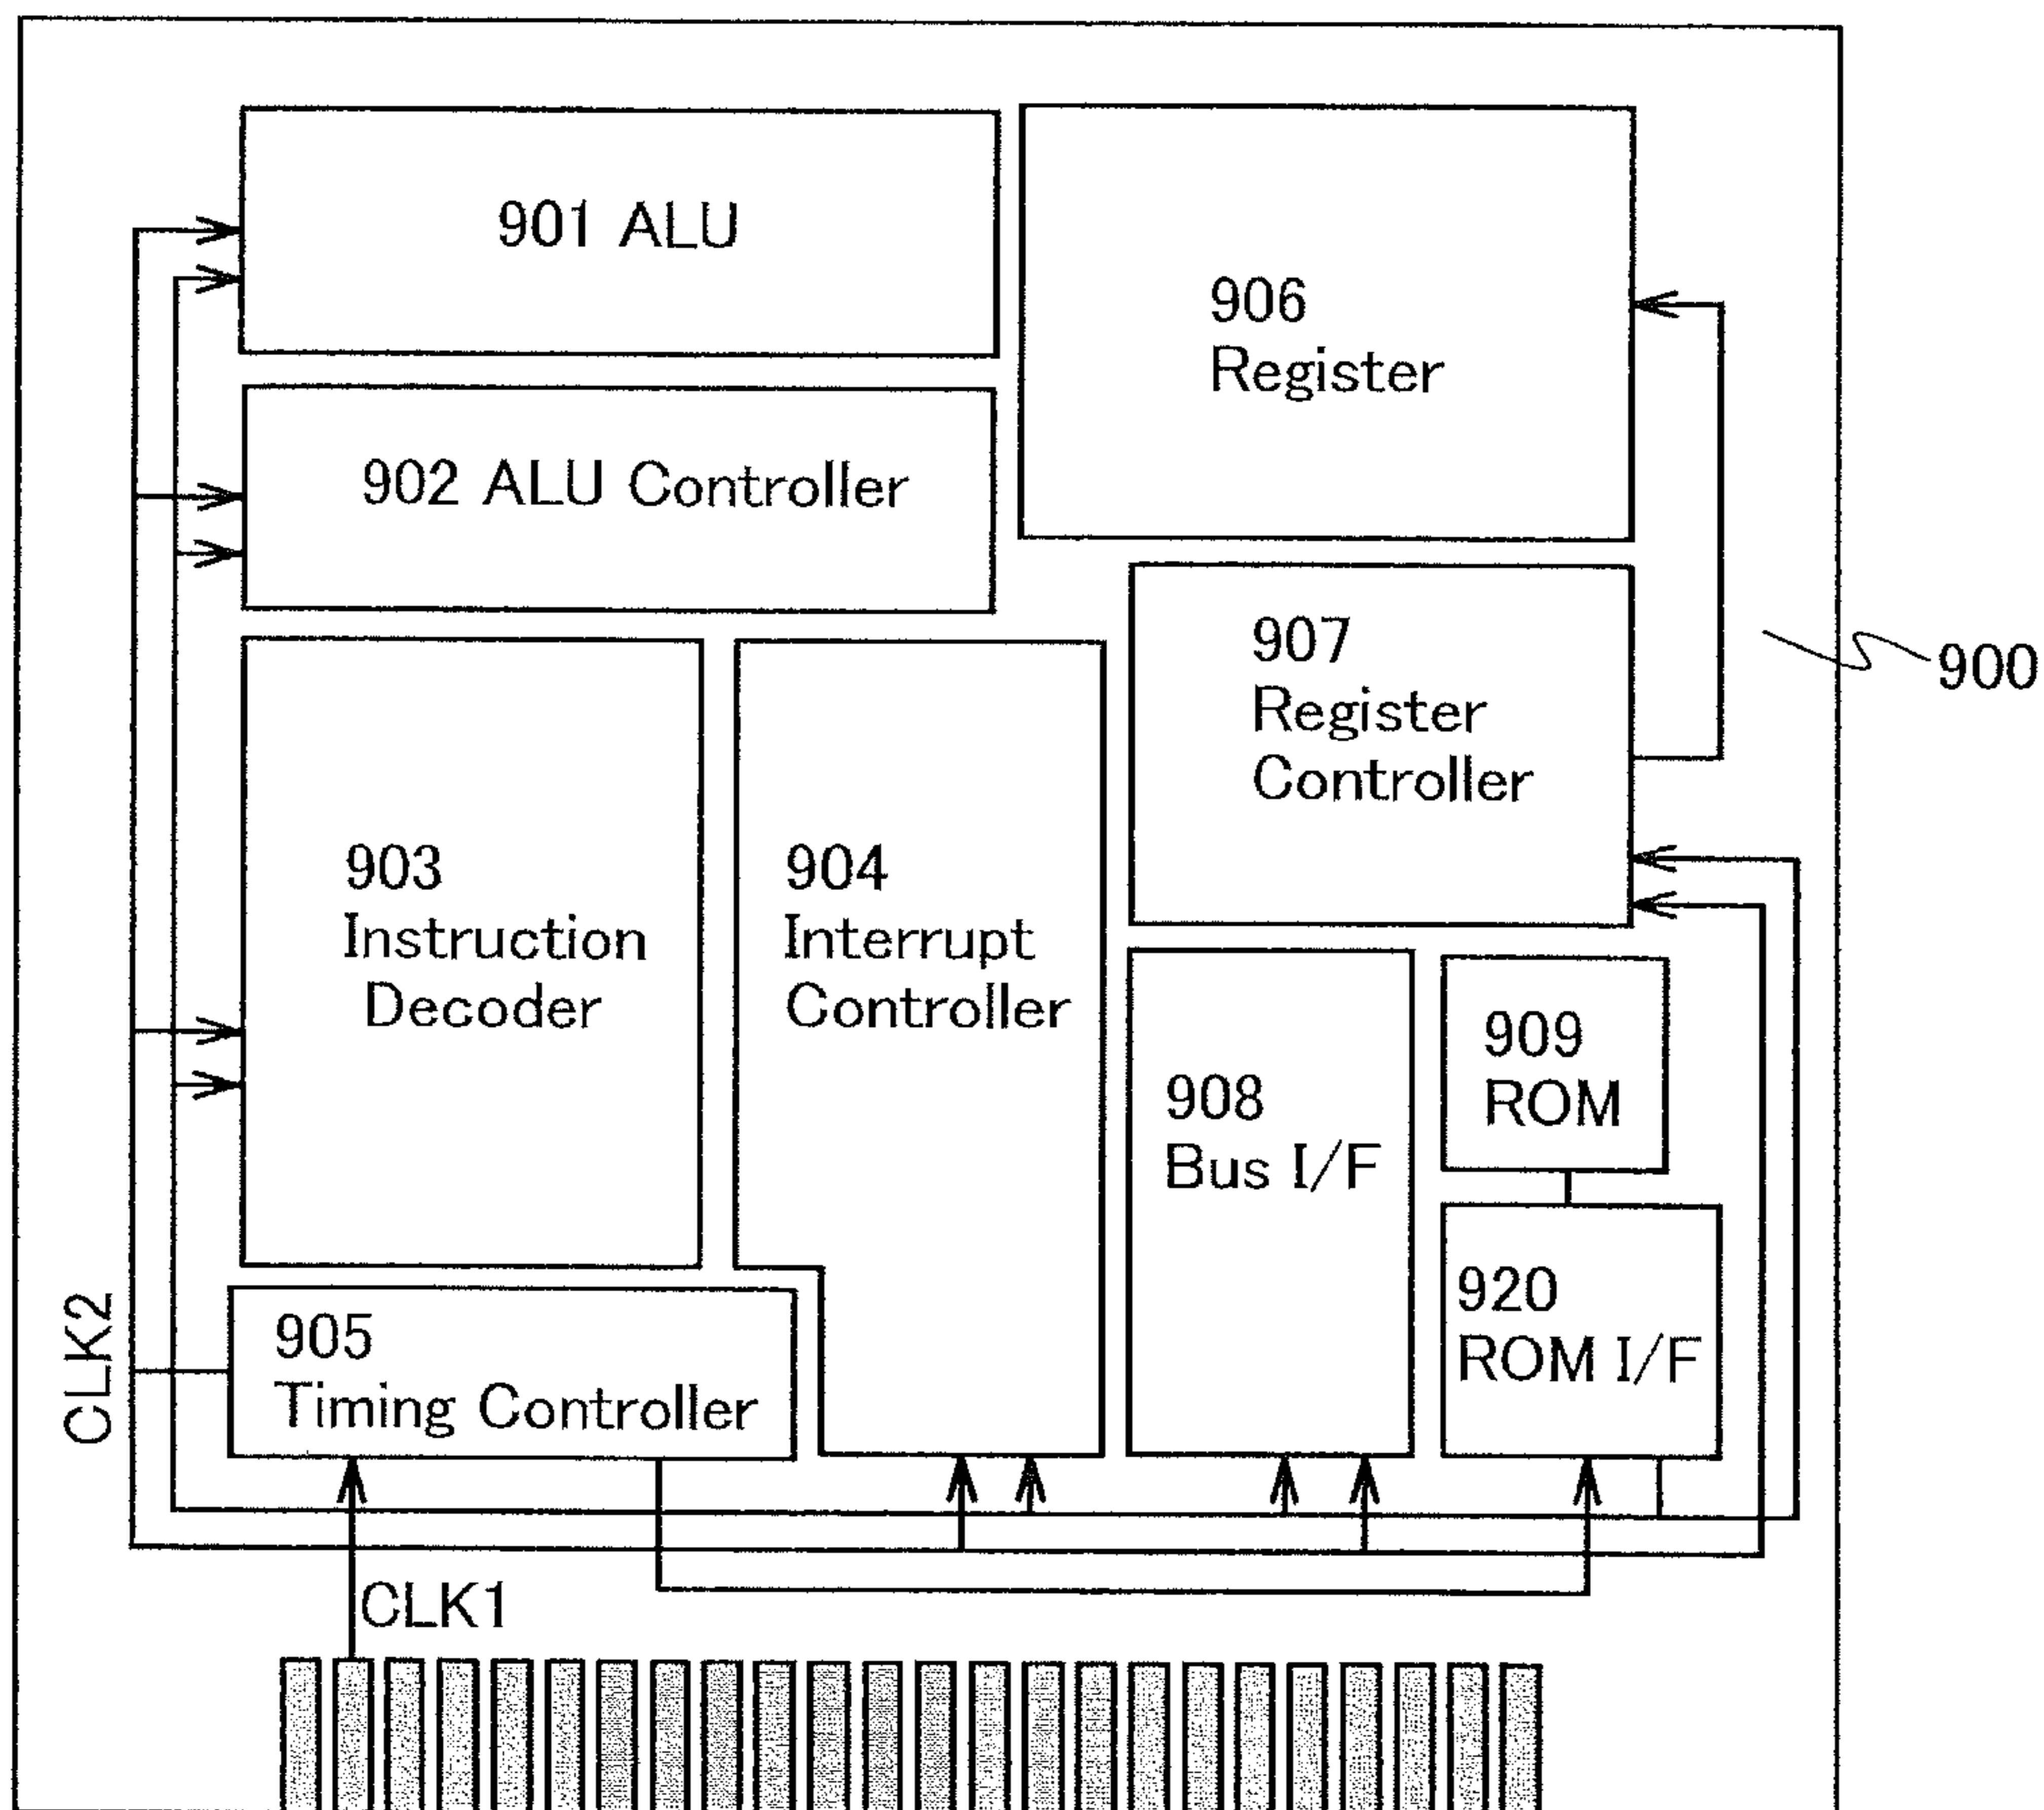 901 ALU
906
Register
902 ALU Controller
907
Register
Controller
900
903
Instruction
Decoder
904
Interrupt
Controller
908
Bus I/F
909
ROM
920
ROM I/F
905
Timing Controller
CLK2
CLK1